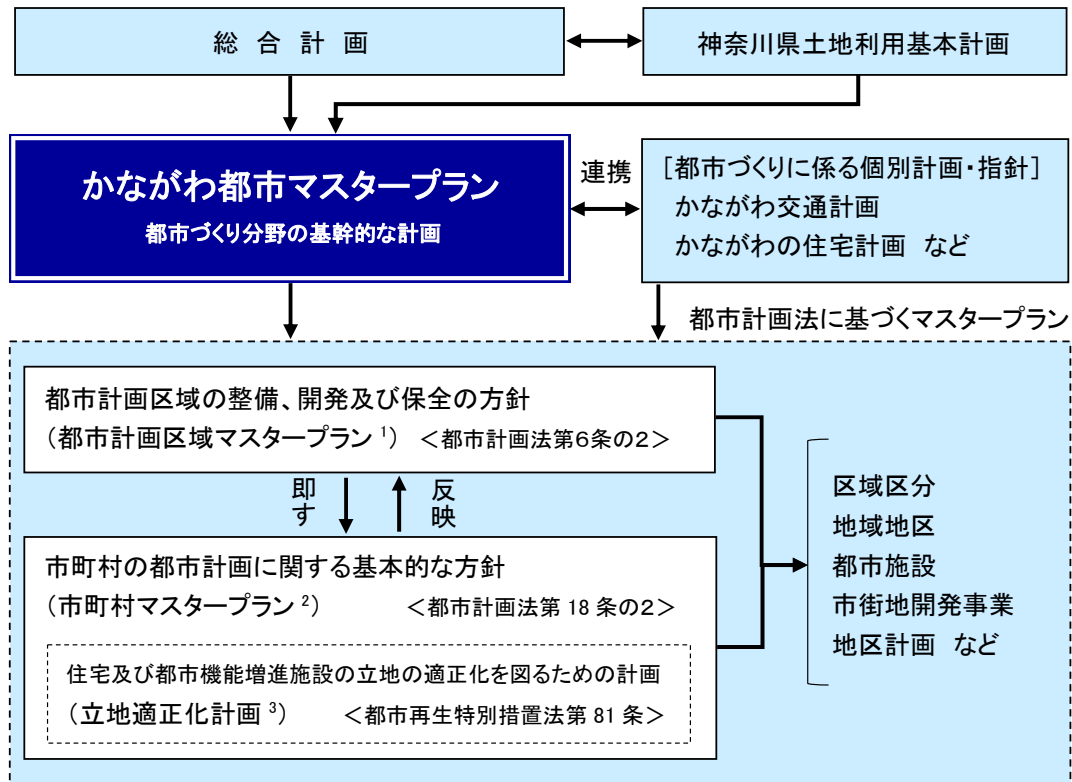 総合計画
神奈川県土地利用基本計画
かながわ都市マスタープラン
都市づくり分野の基幹的な計画
連携
[都市づくりに係る個別計画・指針]
かながわ交通計画
かながわの住宅計画 など
都市計画法に基づくマスタープラン
都市計画区域の整備、開発及び保全の方針
(都市計画区域マスタープラン 1) <都市計画法第6条の2>
即す
反映
市町村の都市計画に関する基本的な方針
(市町村マスタープラン 2) <都市計画法第 18 条の2>
住宅及び都市機能増進施設の立地の適正化を図るための計画
(立地適正化計画 3) <都市再生特別措置法第 81 条>
区域区分
地域地区
都市施設
市街地開発事業
地区計画 など